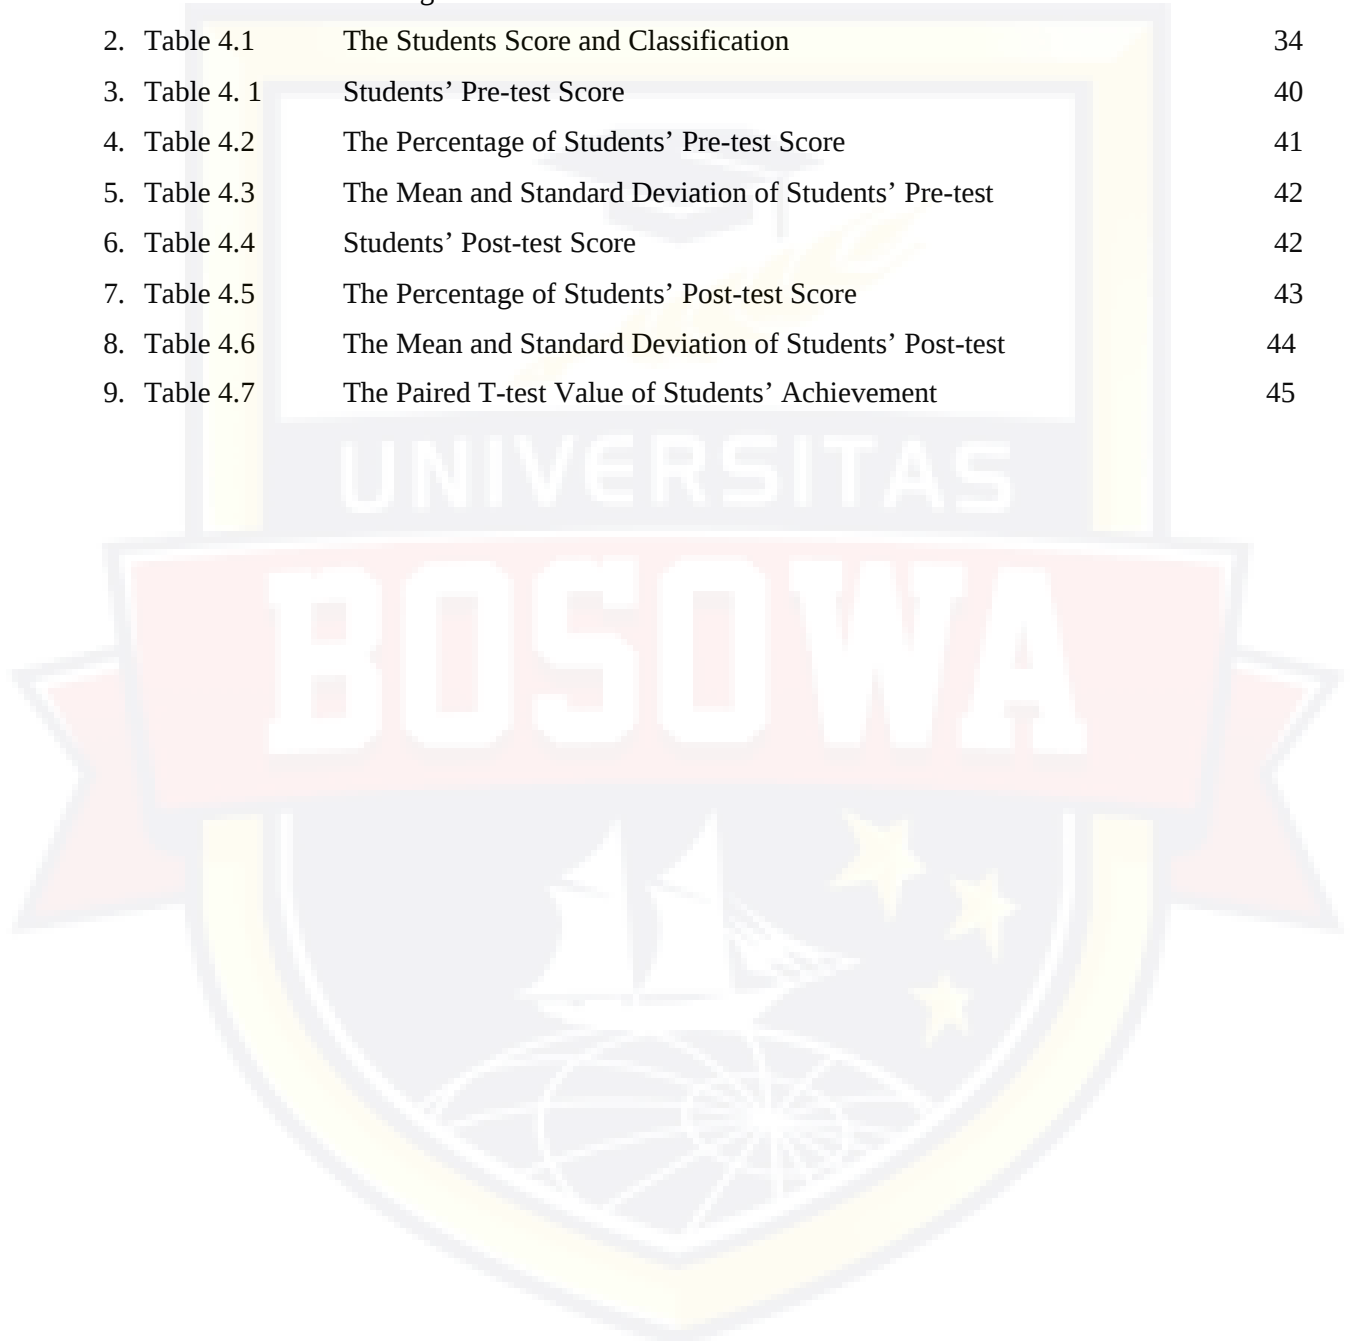 2. Table 4.1 The Students Score and Classification 34
3. Table 4. 1 Students’ Pre-test Score 40
4. Table 4.2 The Percentage of Students’ Pre-test Score 41
5. Table 4.3 The Mean and Standard Deviation of Students’ Pre-test 42
6. Table 4.4 Students’ Post-test Score 42
7. Table 4.5 The Percentage of Students’ Post-test Score 43
8. Table 4.6 The Mean and Standard Deviation of Students’ Post-test 44
9. Table 4.7 The Paired T-test Value of Students’ Achievement 45
UNIVERSITAS
BOSOWA